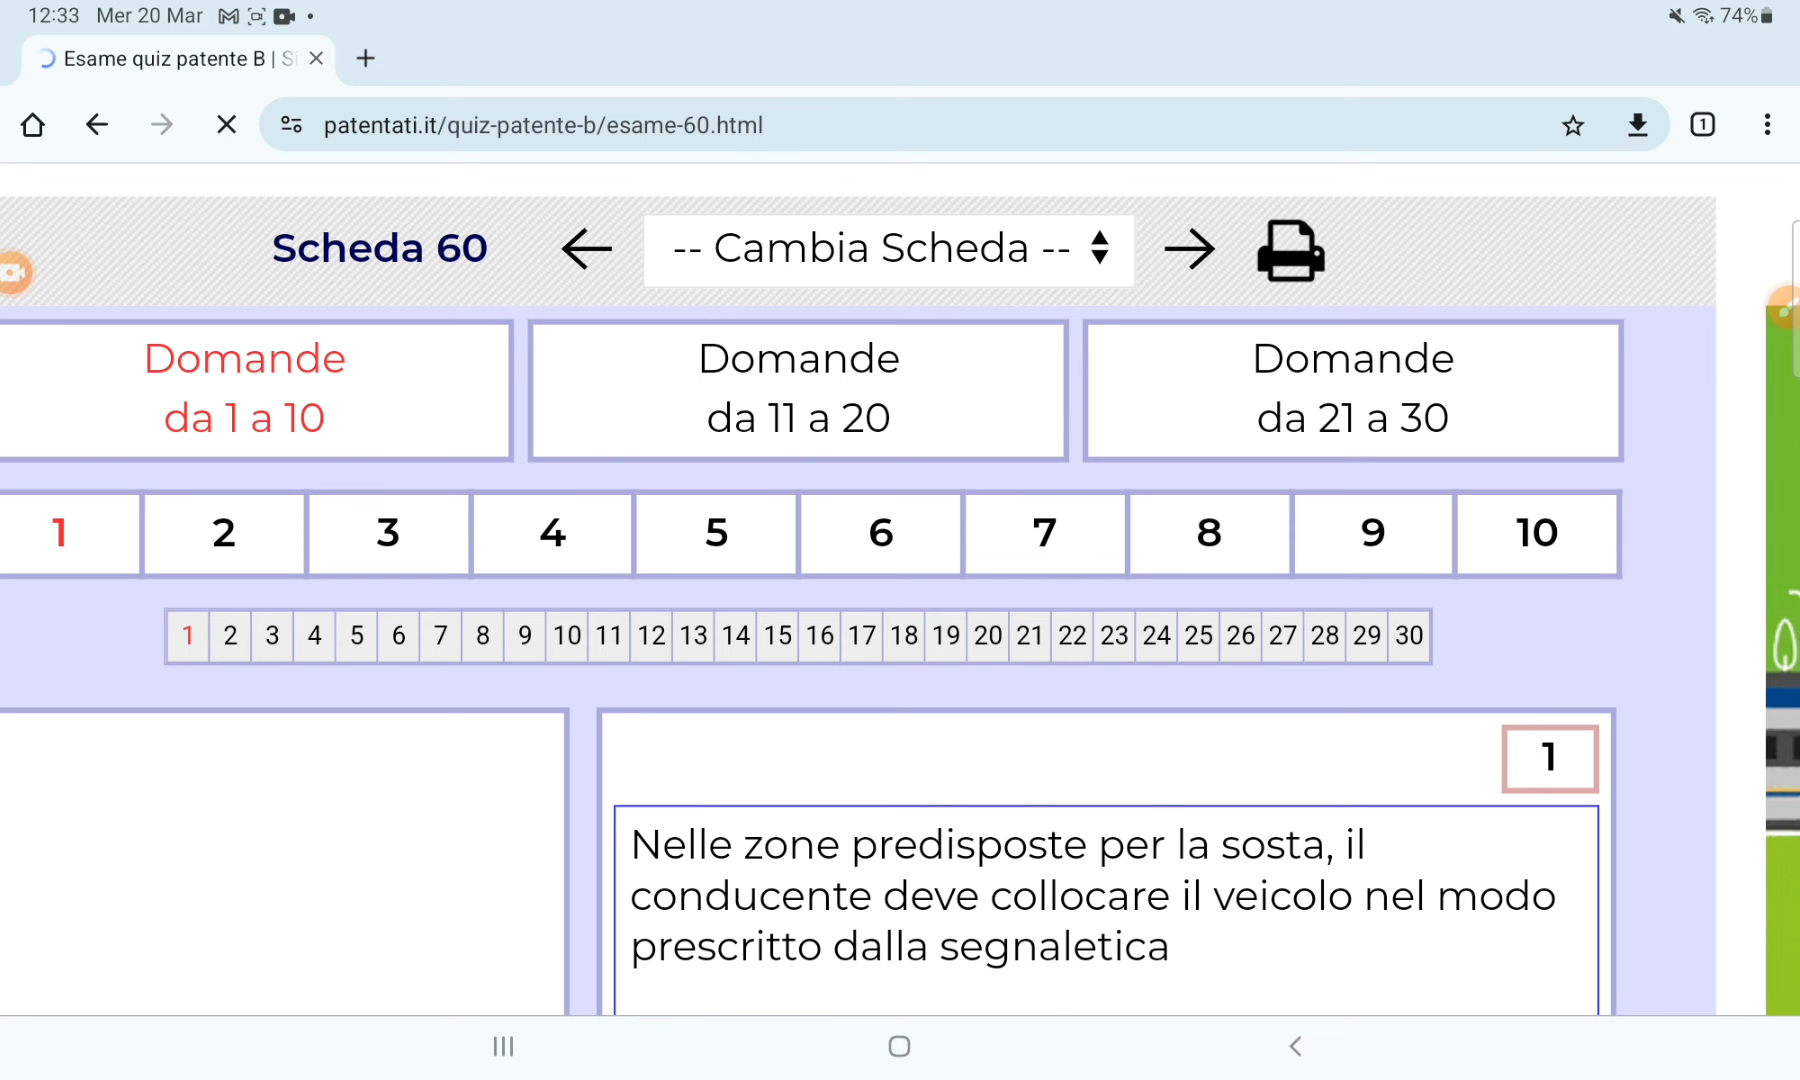 12:33 Mer 20 Mar 74%
Esame quiz patente B | Si
patentati.it/quiz-patente-b/esame-60.html 1
Scheda 60 -- Cambia Scheda --
Domande
da 1 a 10
Domande
da 11 a 20
Domande
da 21 a 30
1 2 3 4 5 6 7 8 9 10
1 2 3 4 5 6 7 8 9 10 11 12 13 14 15 16 17 18 19 20 21 22 23 24 25 26 27 28 29 30
1
Nelle zone predisposte per la sosta, il
conducente deve collocare il veicolo nel modo
prescritto dalla segnaletica